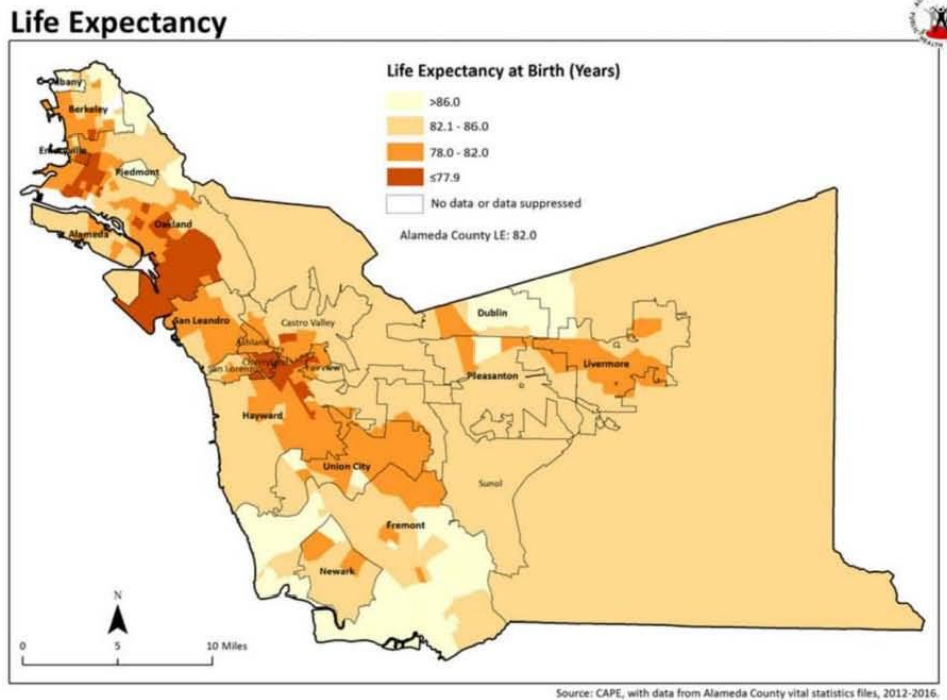 Life Expectancy
Life Expectancy at Birth (Years)
>86.0
82.1 - 86.0
78.0 - 82.0
≤77.9
No data or data suppressed
Alameda County LE: 82.0
Berkeley
Piedmont
Oakland
Alameda
San Leandro
Castro Valley
Ashland
San Lorenzo
Fairview
Hayward
Dublin
Livermore
Pleasanton
Union City
Sunol
Fremont
Newark
N
0 5 10 Miles
Source: CAPE, with data from Alameda County vital statistics files, 2012-2016.